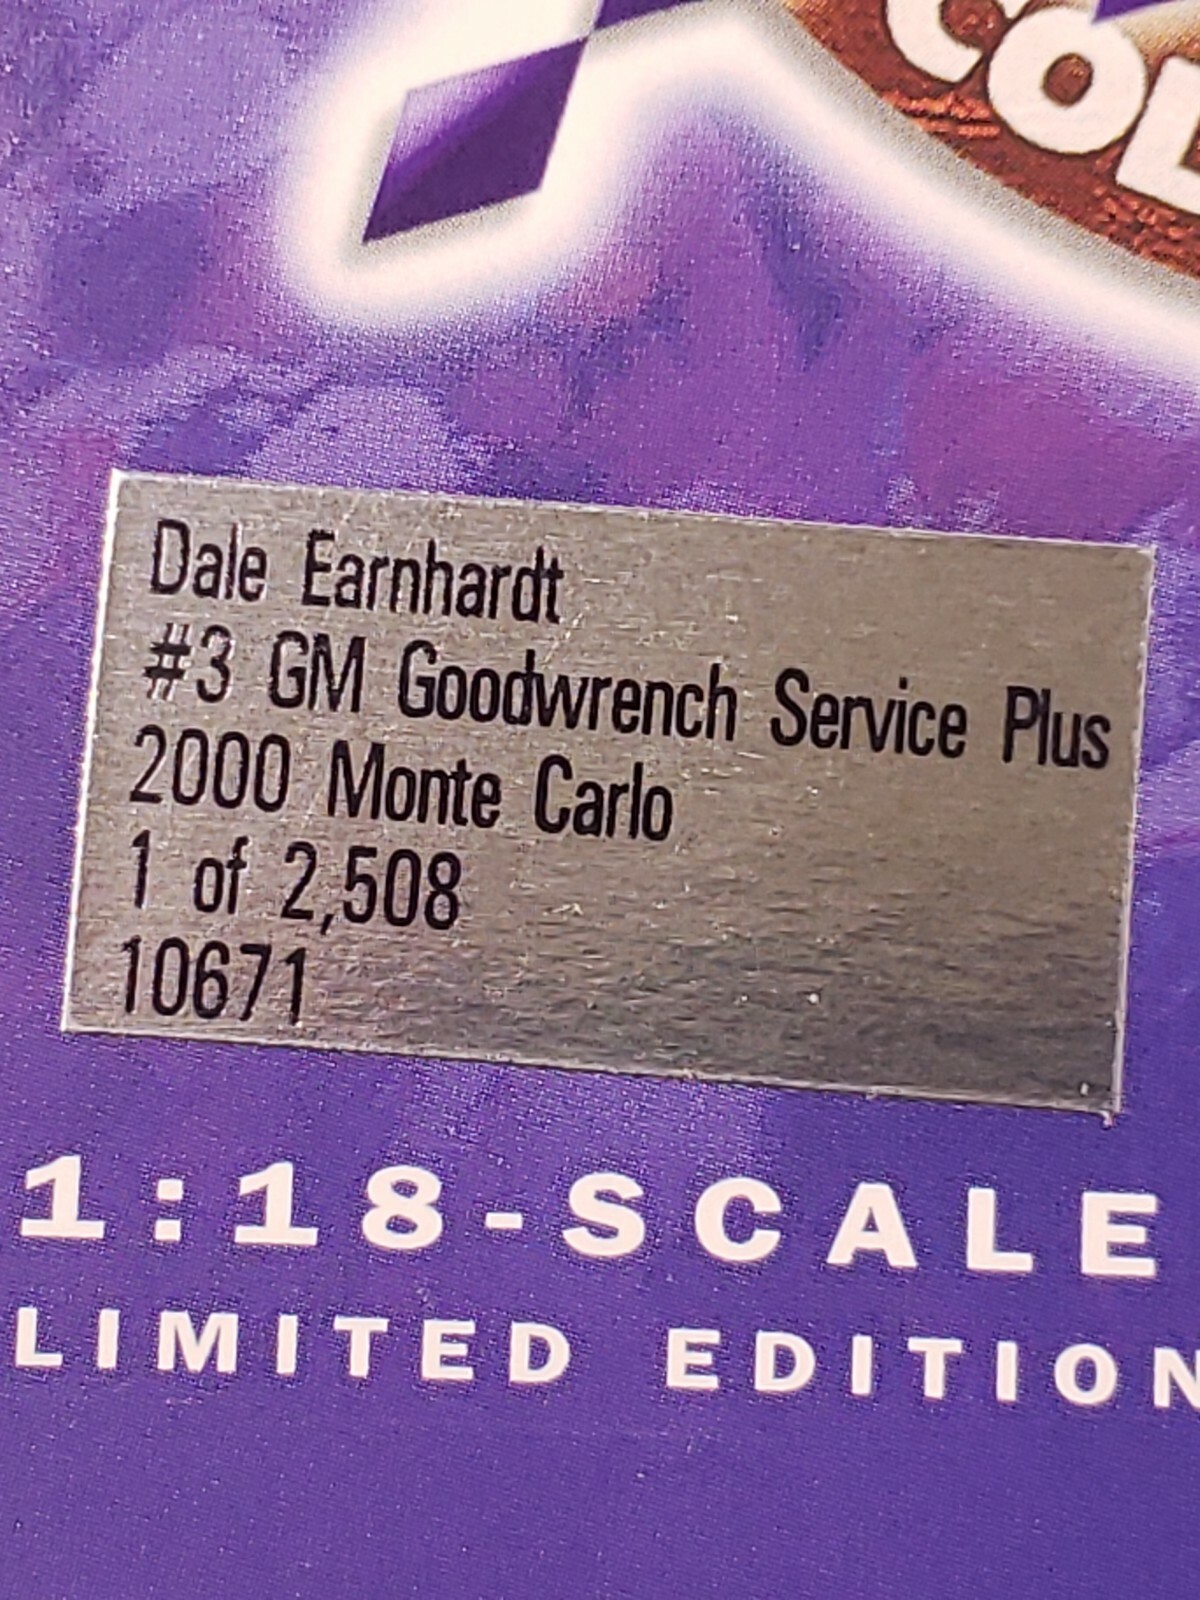 COL
Dale Earnhardt
#3 GM Goodwrench Service Plus
2000 Monte Carlo
1 of 2,508
10671
1:18-SCALE
LIMITED EDITION